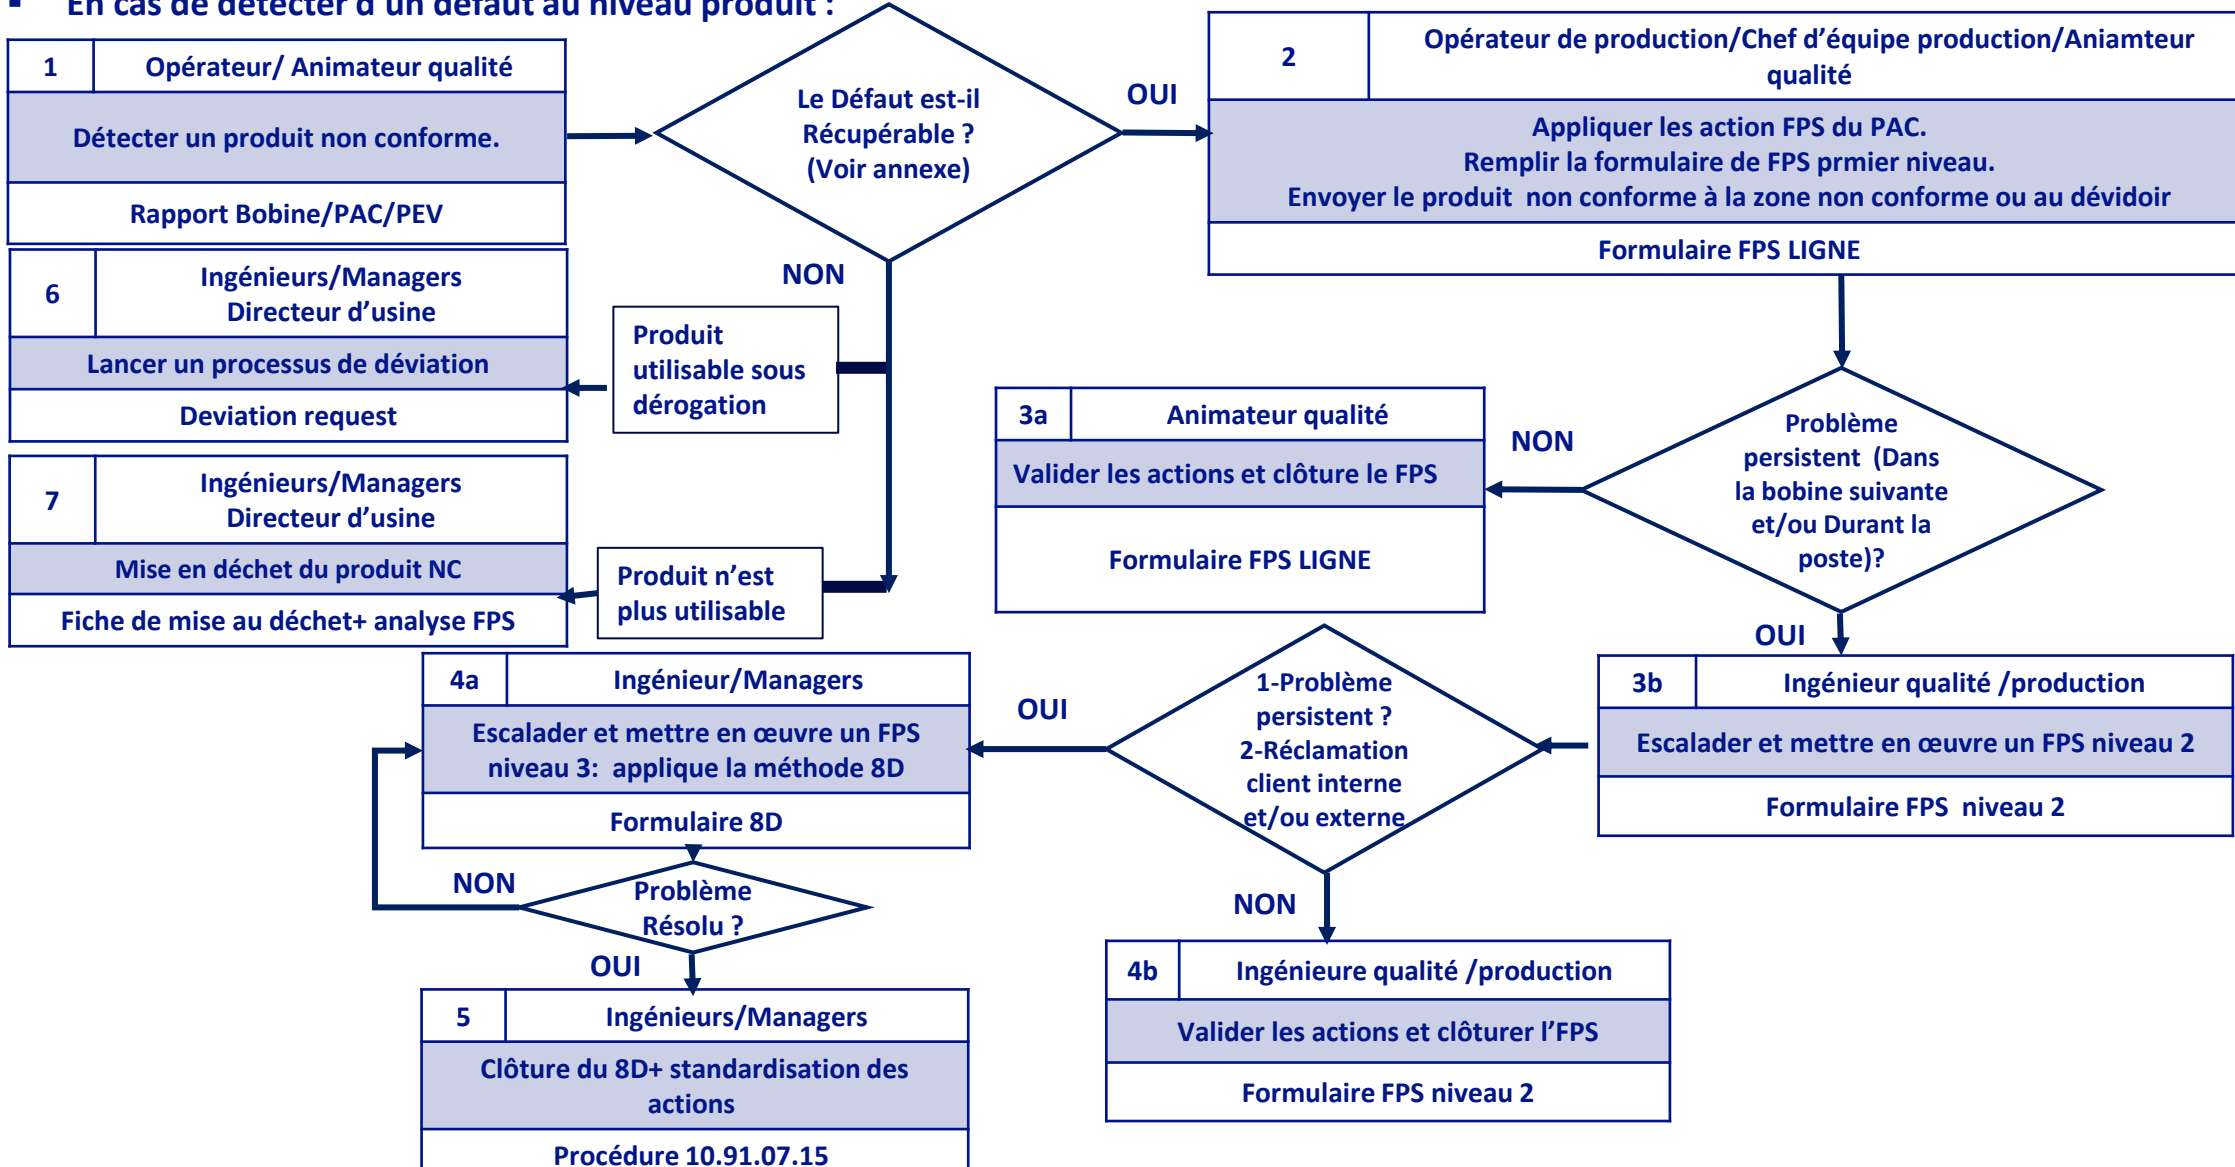 ▪ En cas de détecter d'un défaut au niveau produit :
1
Opérateur/ Animateur qualité
Détecter un produit non conforme.
Rapport Bobine/PAC/PEV
Le Défaut est-il
Récupérable ?
(Voir annexe)
OUI
NON
2
Opérateur de production/Chef d'équipe production/Aniamteur
qualité
Appliquer les action FPS du PAC.
Remplir la formulaire de FPS prmier niveau.
Envoyer le produit non conforme à la zone non conforme ou au dévidoir
Formulaire FPS LIGNE
6
Ingénieurs/Managers
Directeur d'usine
Lancer un processus de déviation
Deviation request
Produit
utilisable sous
dérogation
7
Ingénieurs/Managers
Directeur d'usine
Mise en déchet du produit NC
Fiche de mise au déchet+ analyse FPS
Produit n'est
plus utilisable
3a
Animateur qualité
Valider les actions et clôture le FPS
Formulaire FPS LIGNE
NON
Problème
persistent (Dans
la bobine suivante
et/ou Durant la
poste)?
OUI
3b
Ingénieur qualité /production
Escalader et mettre en œuvre un FPS niveau 2
Formulaire FPS niveau 2
1-Problème
persistent ?
2-Réclamation
client interne
et/ou externe
OUI
NON
4a
Ingénieur/Managers
Escalader et mettre en œuvre un FPS
niveau 3: applique la méthode 8D
Formulaire 8D
Problème
Résolu ?
NON
OUI
4b
Ingénieure qualité /production
Valider les actions et clôturer l'FPS
Formulaire FPS niveau 2
5
Ingénieurs/Managers
Clôture du 8D+ standardisation des
actions
Procédure 10.91.07.15